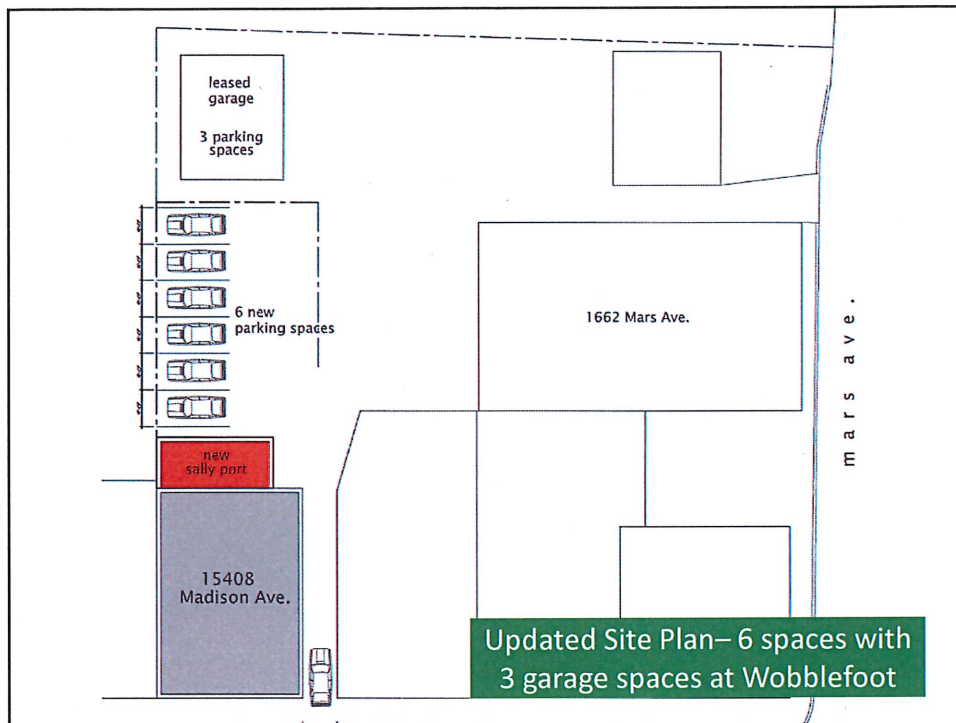 leased
garage
3 parking
spaces
6 new
parking spaces
1662 Mars Ave.
mars ave.
new
sally port
15408
Madison Ave.
Updated Site Plan– 6 spaces with
3 garage spaces at Wobblefoot